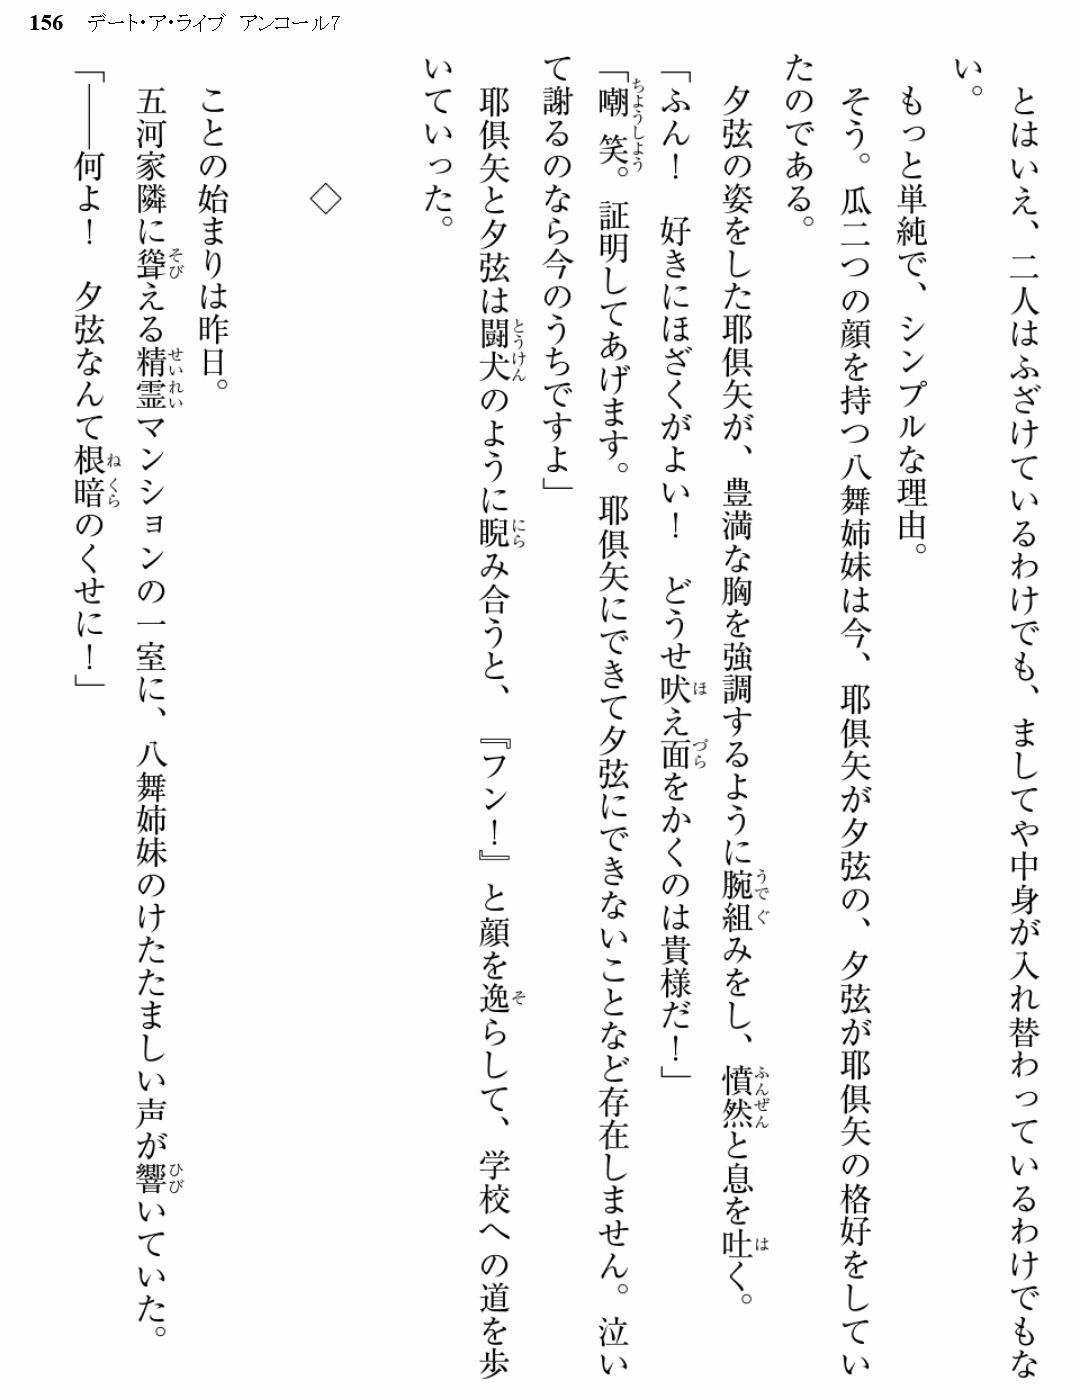 156 デート・ア・ライブ アンコール7
とはいえ、二人はふざけているわけでも、ましてや中身が入れ替わっているわけでもな
い。
もっと単純で、シンプルな理由。
そう。瓜二つの顔を持つ八舞姉妹は今、耶倶矢が夕弦の、夕弦が耶倶矢の格好をしてい
たのである。
夕弦の姿をした耶倶矢が、豊満な胸を強調するように腕組みをし、憤然と息を吐く。
「ふん！　好きにほざくがよい！　どうせ吠え面をかくのは貴様だ！」
「嘲笑。証明してあげます。耶倶矢にできて夕弦にできないことなど存在しません。泣い
て謝るのなら今のうちですよ」
耶倶矢と夕弦は闘犬のように睨み合うと、『フン！』と顔を逸らして、学校への道を歩
いていった。
◇
ことの始まりは昨日。
五河家隣に聳える精霊マンションの一室に、八舞姉妹のけたたましい声が響いていた。
「――何よ！　夕弦なんて根暗のくせに！」